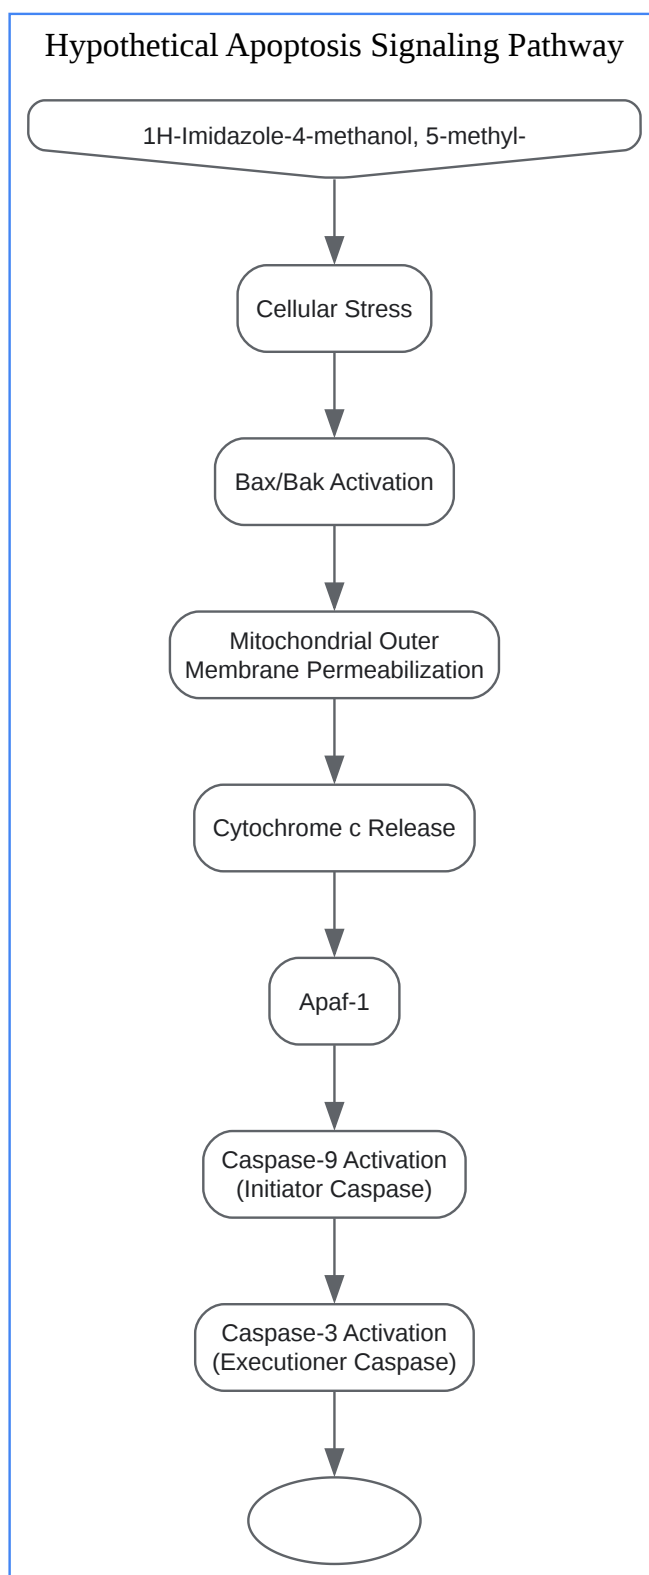 Hypothetical Apoptosis Signaling Pathway
1H-Imidazole-4-methanol, 5-methyl-
Cellular Stress
Bax/Bak Activation
Mitochondrial Outer
Membrane Permeabilization
Cytochrome c Release
Apaf-1
Caspase-9 Activation
(Initiator Caspase)
Caspase-3 Activation
(Executioner Caspase)